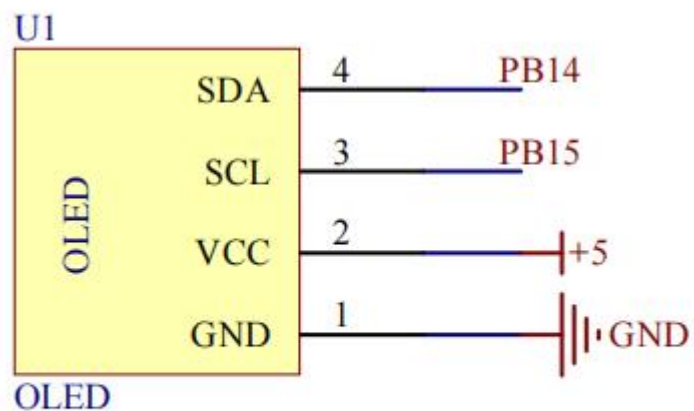 U1
SDA 4 PB14
SCL 3 PB15
OLED
VCC 2 +5
GND 1 GND
OLED